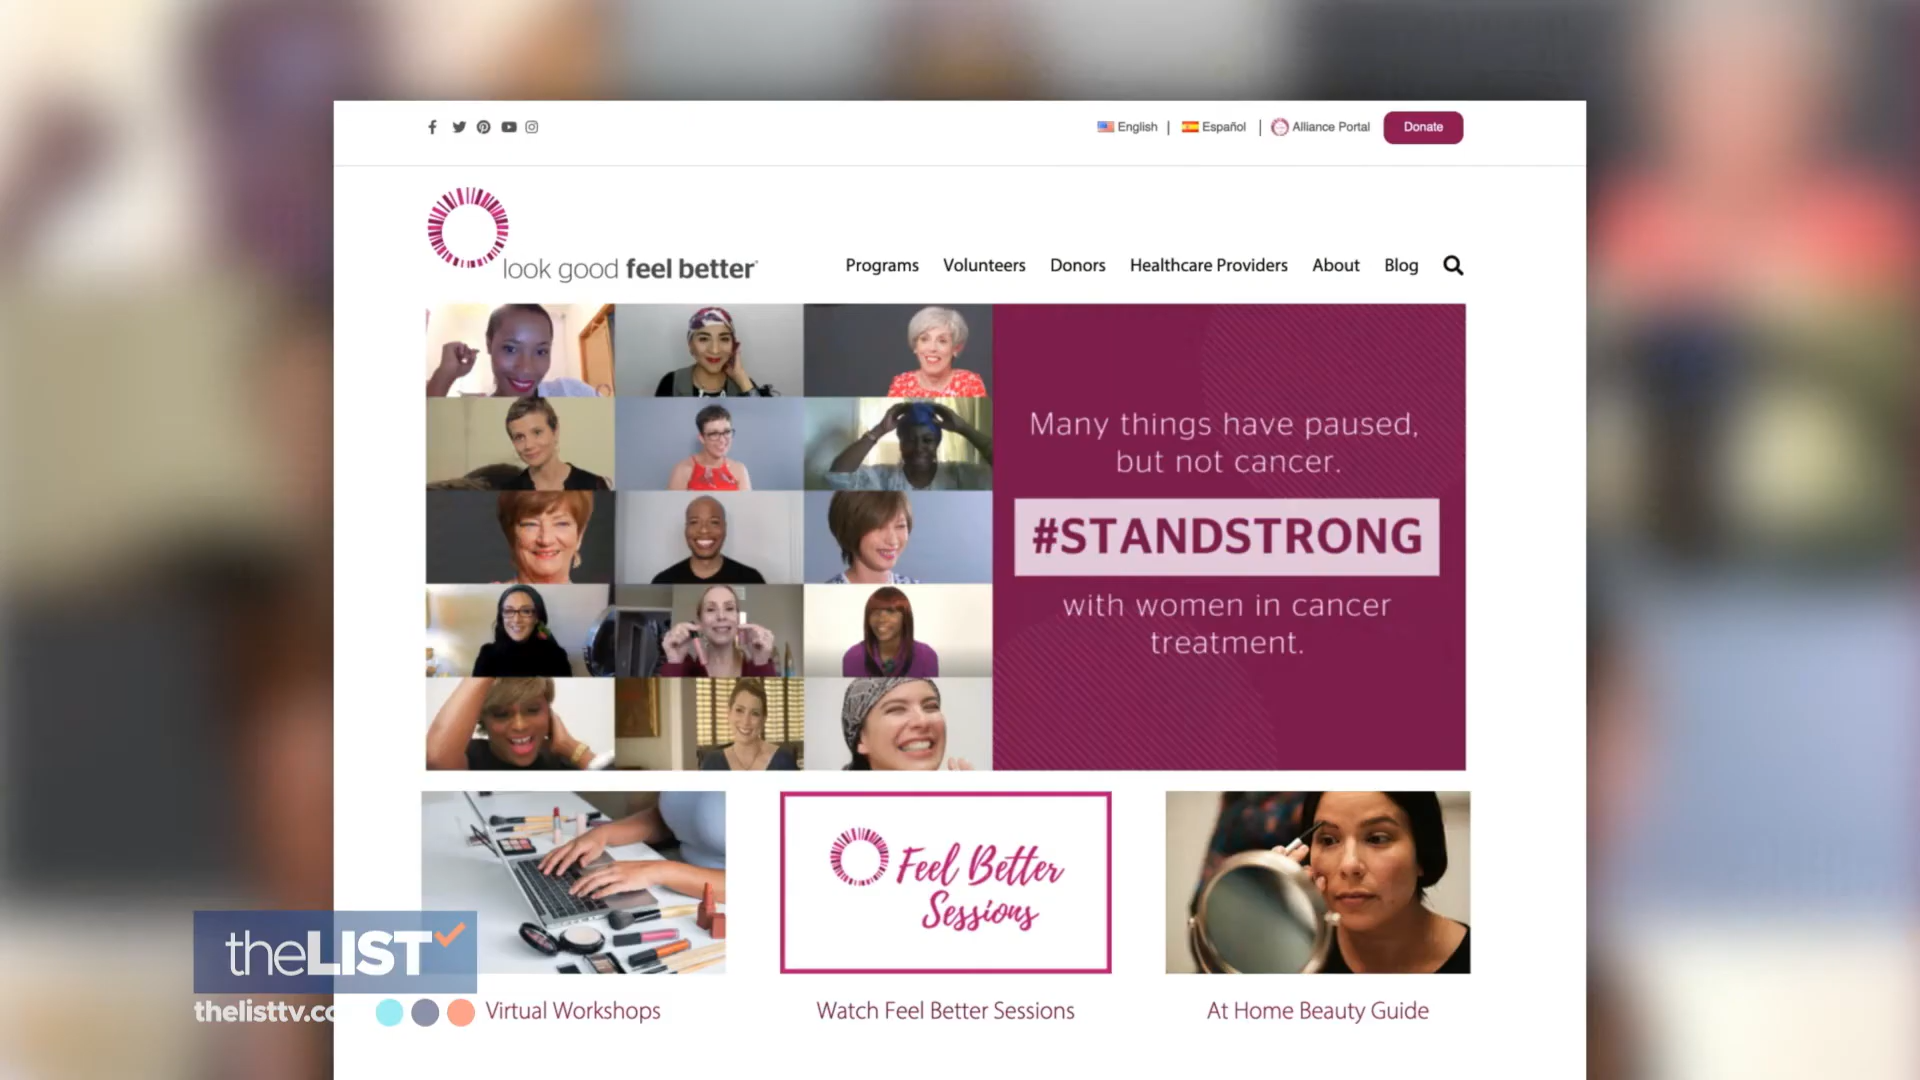 English | Español | Alliance Portal Donate
look good feel better
Programs Volunteers Donors Healthcare Providers About Blog
Many things have paused,
but not cancer.
#STANDSTRONG
with women in cancer
treatment.
Feel Better
Sessions
theLIST
thelisttv.co
Virtual Workshops
Watch Feel Better Sessions
At Home Beauty Guide